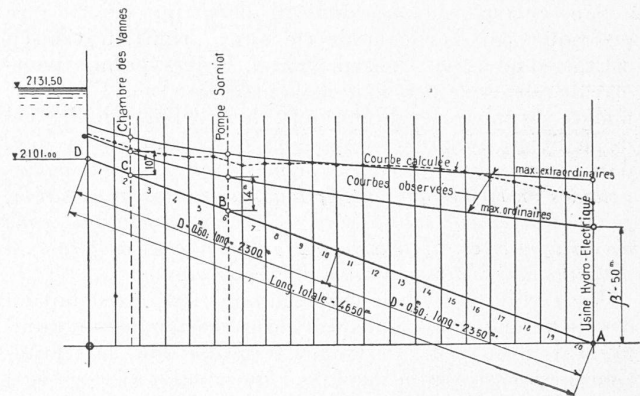 2131,50
2101.00
D
Chambre des Vannes
Pompe Sorniot
10 m
C
14 m
B
Courbe calculée
Courbes observées
max. extraordinaires
max. ordinaires
Usine Hydro-Electrique
β'-50 m
A
1 2 3 4 5 6 7 8 9 10 11 12 13 14 15 16 17 18 19 20
D = 0,60 m; long = 2300 m
D = 0,50 m; long = 2350 m
Long. totale = 4650 m